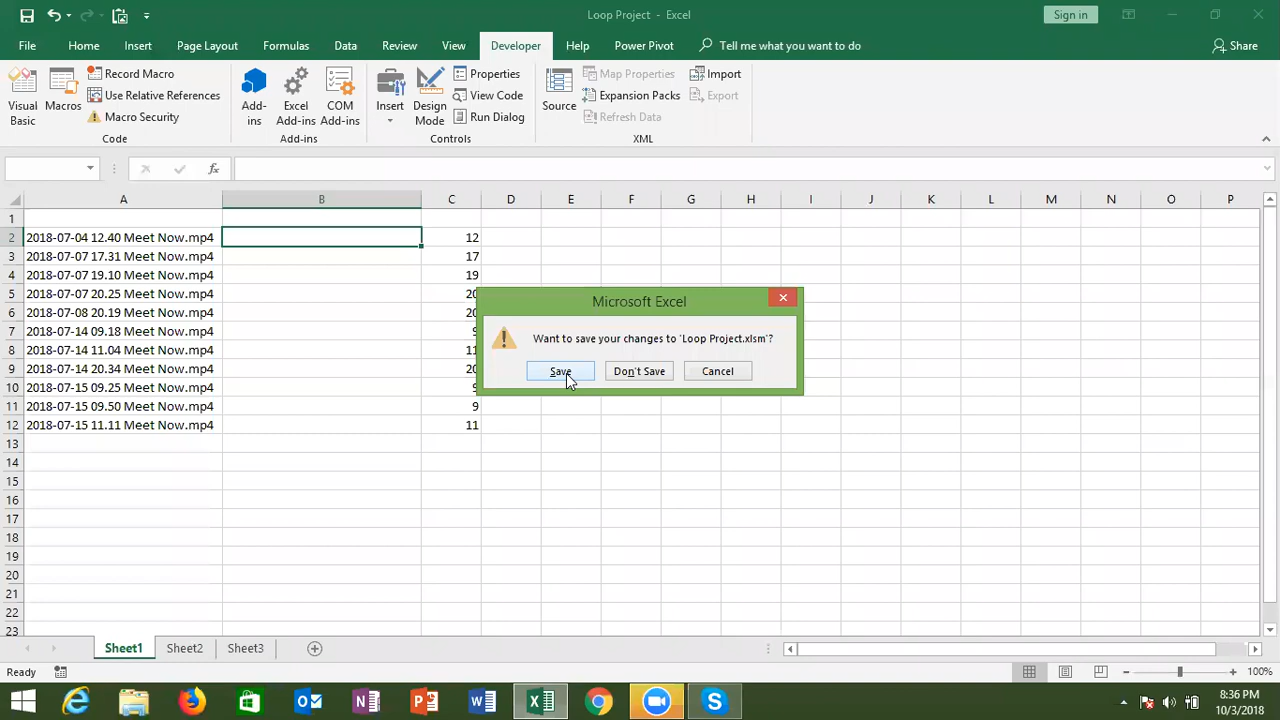 Loop Project - Excel
Sign in
File Home Insert Page Layout Formulas Data Review View Developer Help Power Pivot Tell me what you want to do Share
Visual Basic
Macros
Record Macro
Use Relative References
Macro Security
Code
Add-ins
Excel Add-ins
COM Add-ins
Add-ins
Insert
Design Mode
Properties
View Code
Run Dialog
Controls
Source
Map Properties
Expansion Packs
Refresh Data
Import
Export
XML
fx
A B C D E F G H I J K L M N O P
1
2 2018-07-04 12.40 Meet Now.mp4 12
3 2018-07-07 17.31 Meet Now.mp4 17
4 2018-07-07 19.10 Meet Now.mp4 19
5 2018-07-07 20.25 Meet Now.mp4 20
6 2018-07-08 20.19 Meet Now.mp4 20
7 2018-07-14 09.18 Meet Now.mp4 9
8 2018-07-14 11.04 Meet Now.mp4 11
9 2018-07-14 20.34 Meet Now.mp4 20
10 2018-07-15 09.25 Meet Now.mp4 9
11 2018-07-15 09.50 Meet Now.mp4 9
12 2018-07-15 11.11 Meet Now.mp4 11
13
14
15
16
17
18
19
20
21
22
23
Microsoft Excel
Want to save your changes to 'Loop Project.xlsm'?
Save Don't Save Cancel
Sheet1 Sheet2 Sheet3
Ready
100%
8:36 PM
10/3/2018